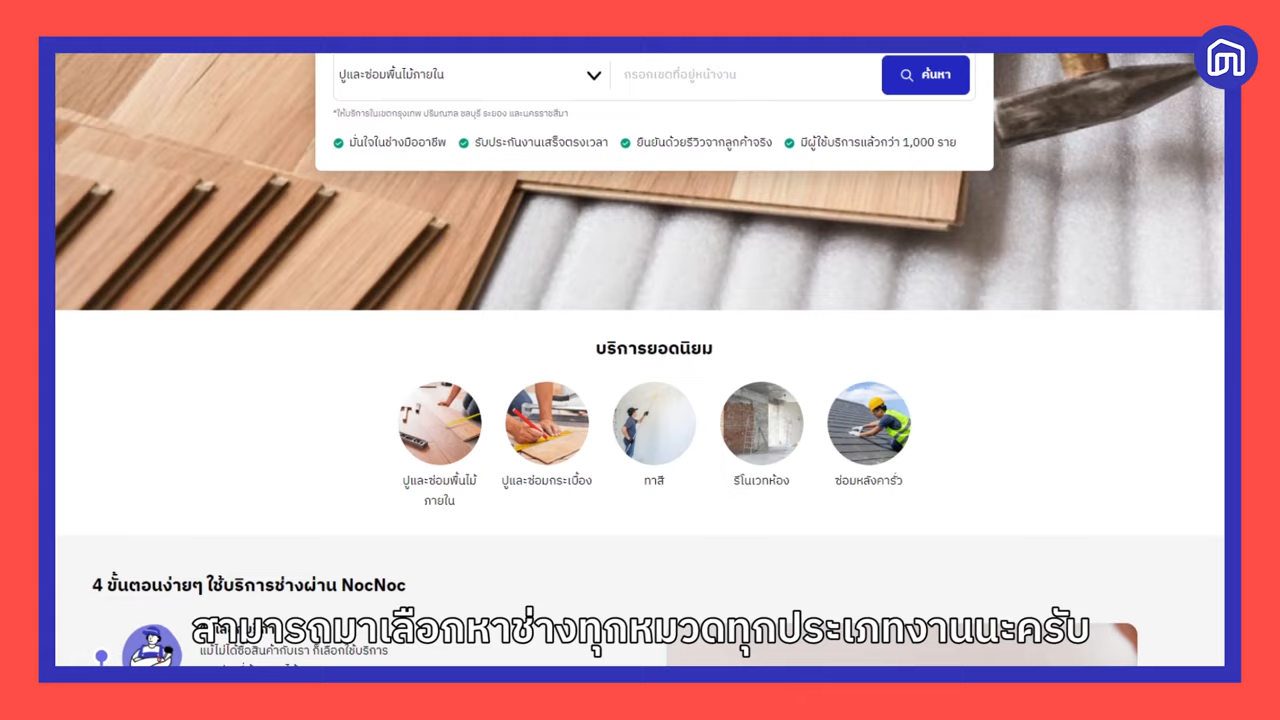 ปูและซ่อมพื้นไม้ภายใน
กรอกเขตที่อยู่หน้างาน
ค้นหา
*ให้บริการในเขตกรุงเทพ ปริมณฑล ชลบุรี ระยอง และนครราชสีมา
มั่นใจในช่างมืออาชีพ รับประกันงานเสร็จตรงเวลา ยืนยันด้วยรีวิวจากลูกค้าจริง มีผู้ใช้บริการแล้วกว่า 1,000 ราย
บริการยอดนิยม
ปูและซ่อมพื้นไม้
ภายใน
ปูและซ่อมกระเบื้อง
ทาสี
รีโนเวทห้อง
ซ่อมหลังคารั่ว
4 ขั้นตอนง่ายๆ ใช้บริการช่างผ่าน NocNoc
สามารถมาเลือกหาช่างทุกหมวดทุกประเภทงานนะครับ
แม้ไม่ได้ซื้อสินค้ากับเรา ก็เลือกใช้บริการ